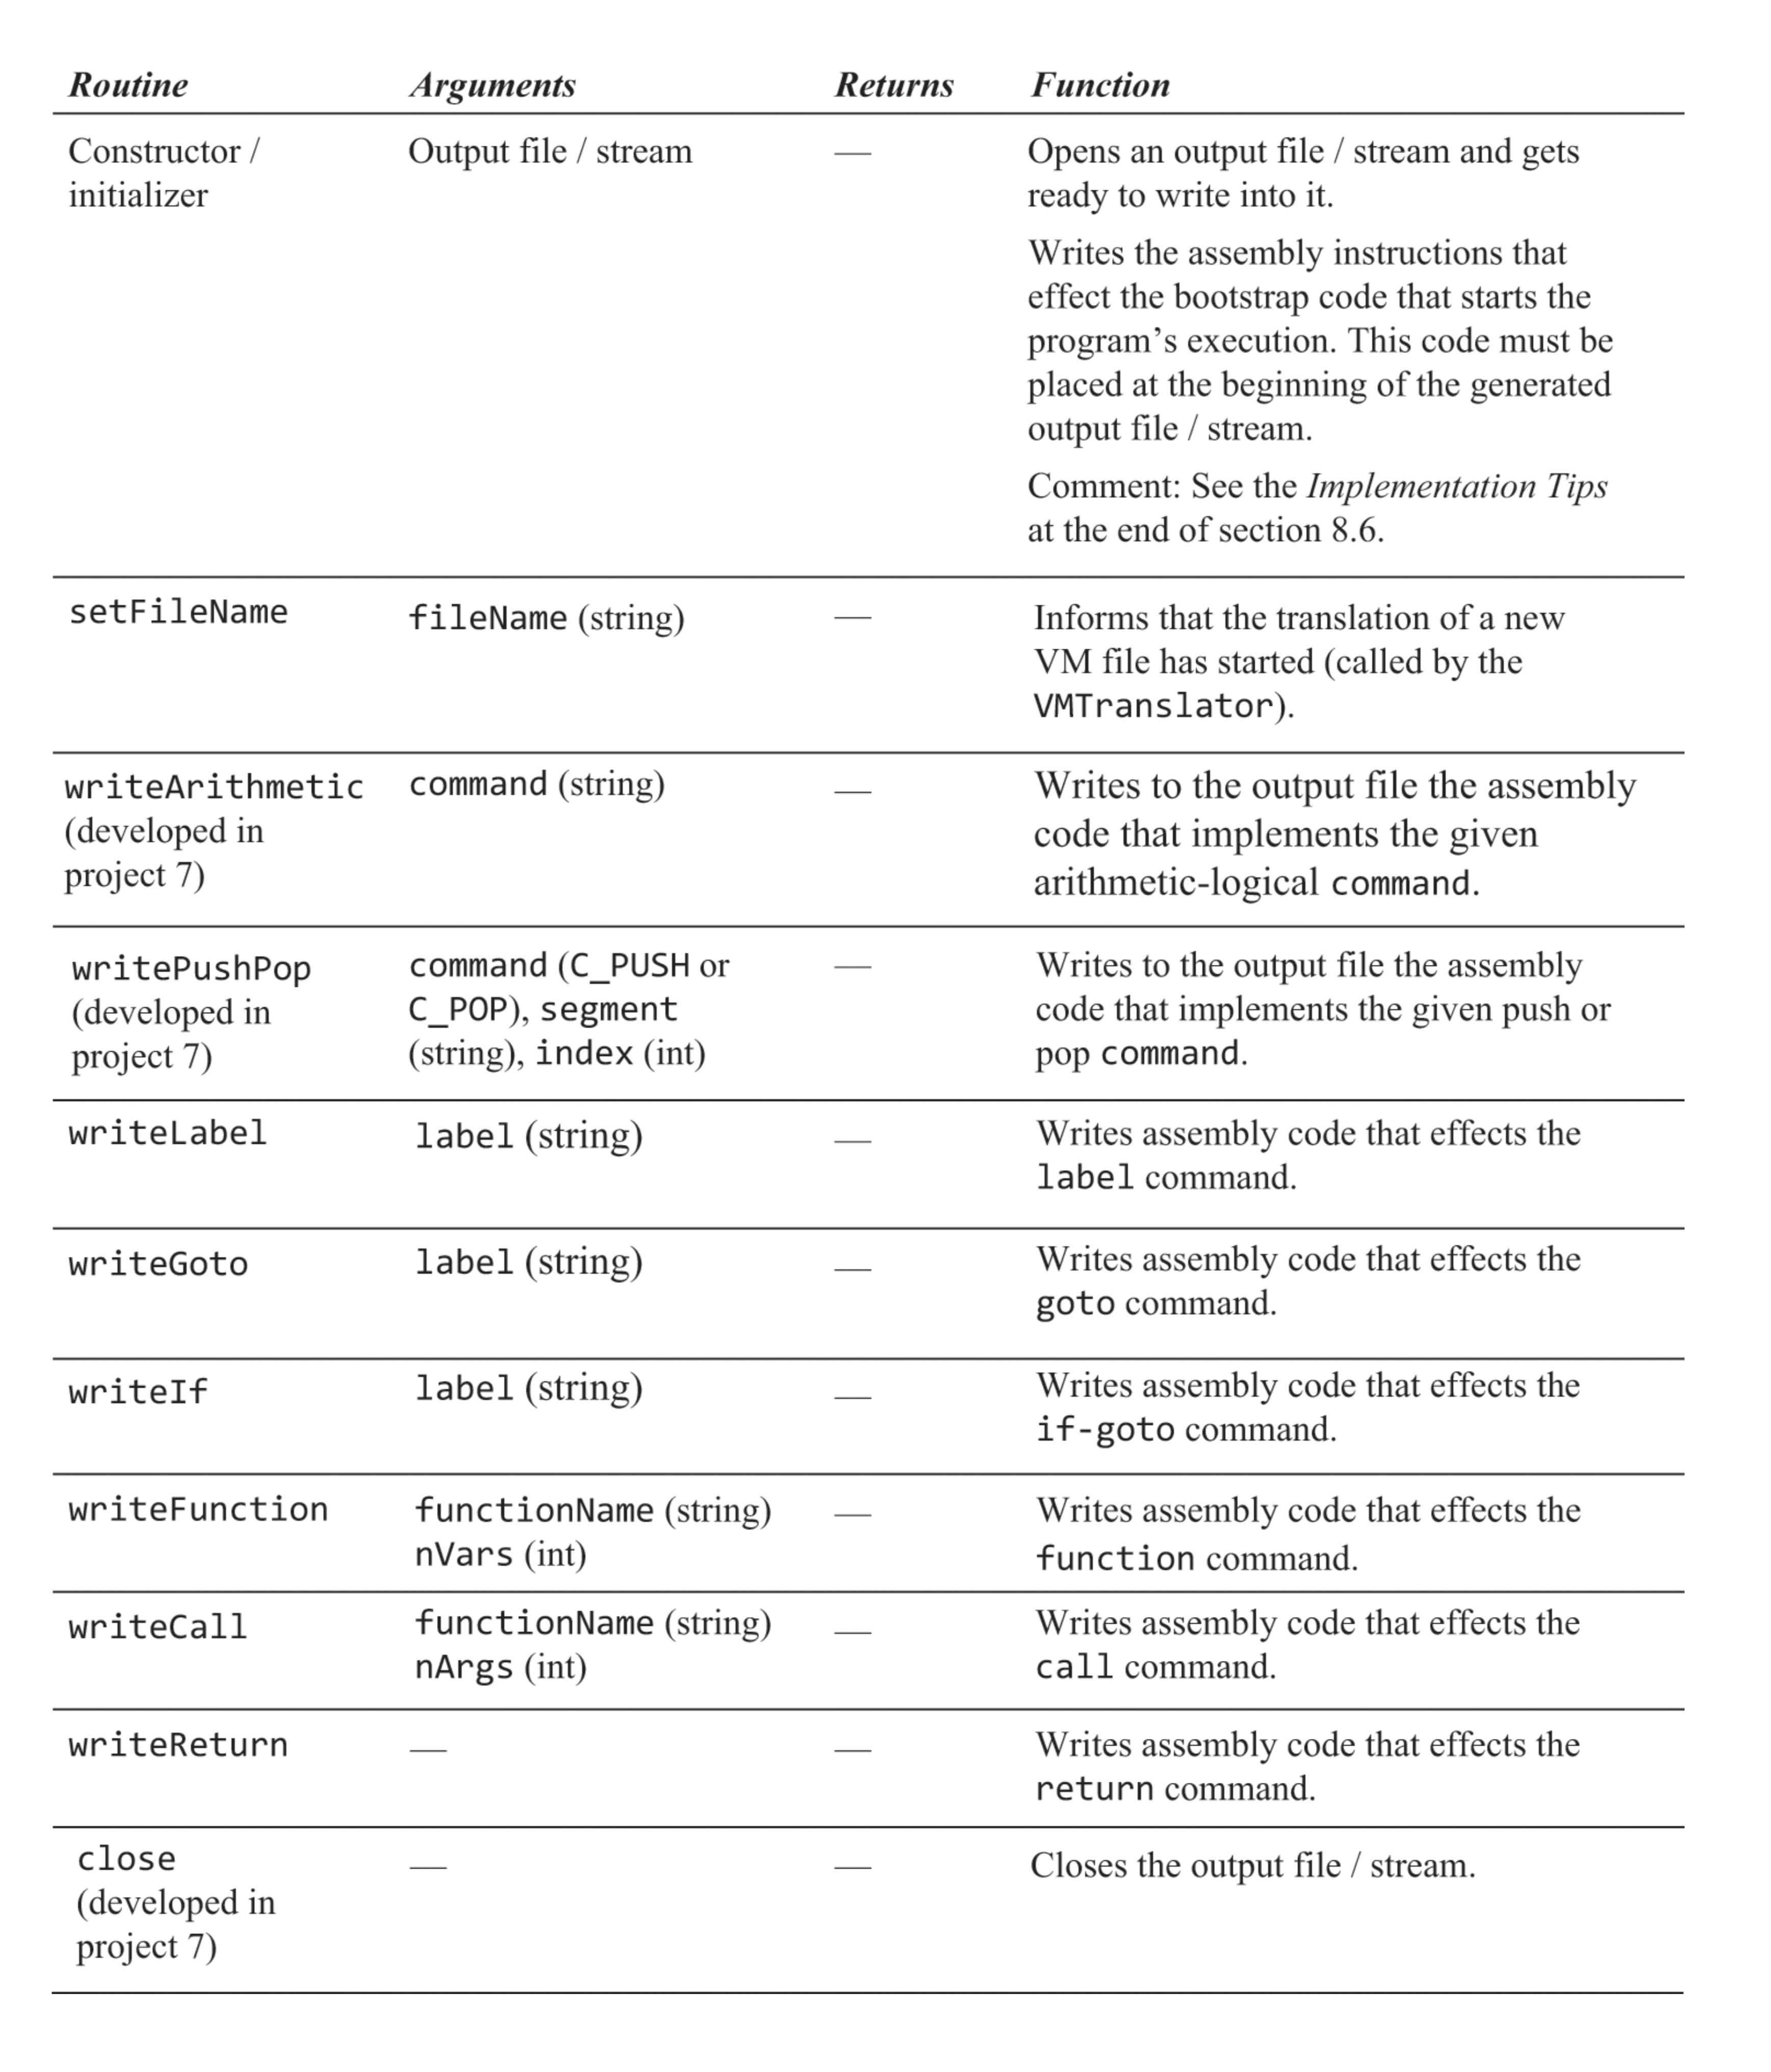 Routine Arguments Returns Function
Constructor / Output file / stream — Opens an output file / stream and gets
initializer ready to write into it.
Writes the assembly instructions that
effect the bootstrap code that starts the
program’s execution. This code must be
placed at the beginning of the generated
output file / stream.
Comment: See the Implementation Tips
at the end of section 8.6.
setFileName fileName (string) — Informs that the translation of a new
VM file has started (called by the
VMTranslator).
writeArithmetic command (string) — Writes to the output file the assembly
(developed in code that implements the given
project 7) arithmetic-logical command.
writePushPop command (C_PUSH or — Writes to the output file the assembly
(developed in C_POP), segment code that implements the given push or
project 7) (string), index (int) pop command.
writeLabel label (string) — Writes assembly code that effects the
label command.
writeGoto label (string) — Writes assembly code that effects the
goto command.
writeIf label (string) — Writes assembly code that effects the
if-goto command.
writeFunction functionName (string) — Writes assembly code that effects the
nVars (int) function command.
writeCall functionName (string) — Writes assembly code that effects the
nArgs (int) call command.
writeReturn — — Writes assembly code that effects the
return command.
close — — Closes the output file / stream.
(developed in
project 7)